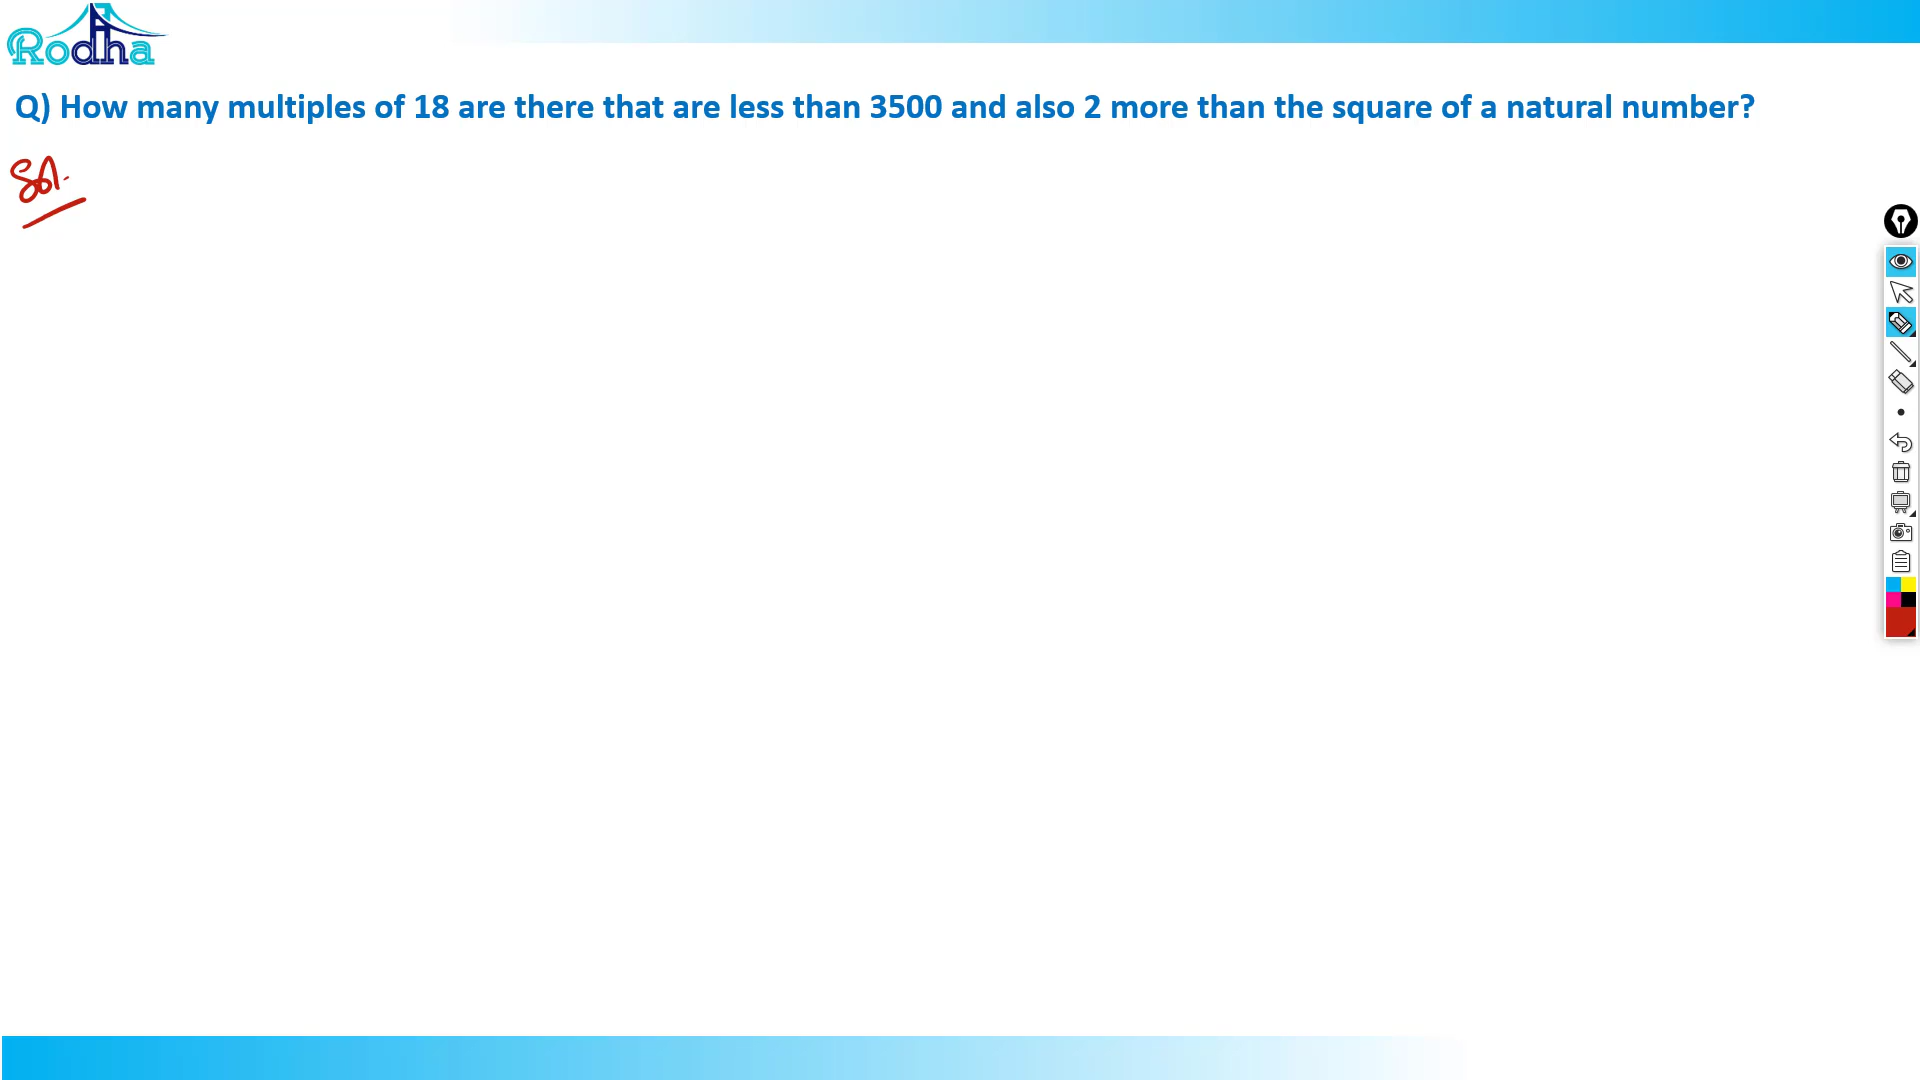 Rodha
Q) How many multiples of 18 are there that are less than 3500 and also 2 more than the square of a natural number?
Sol.